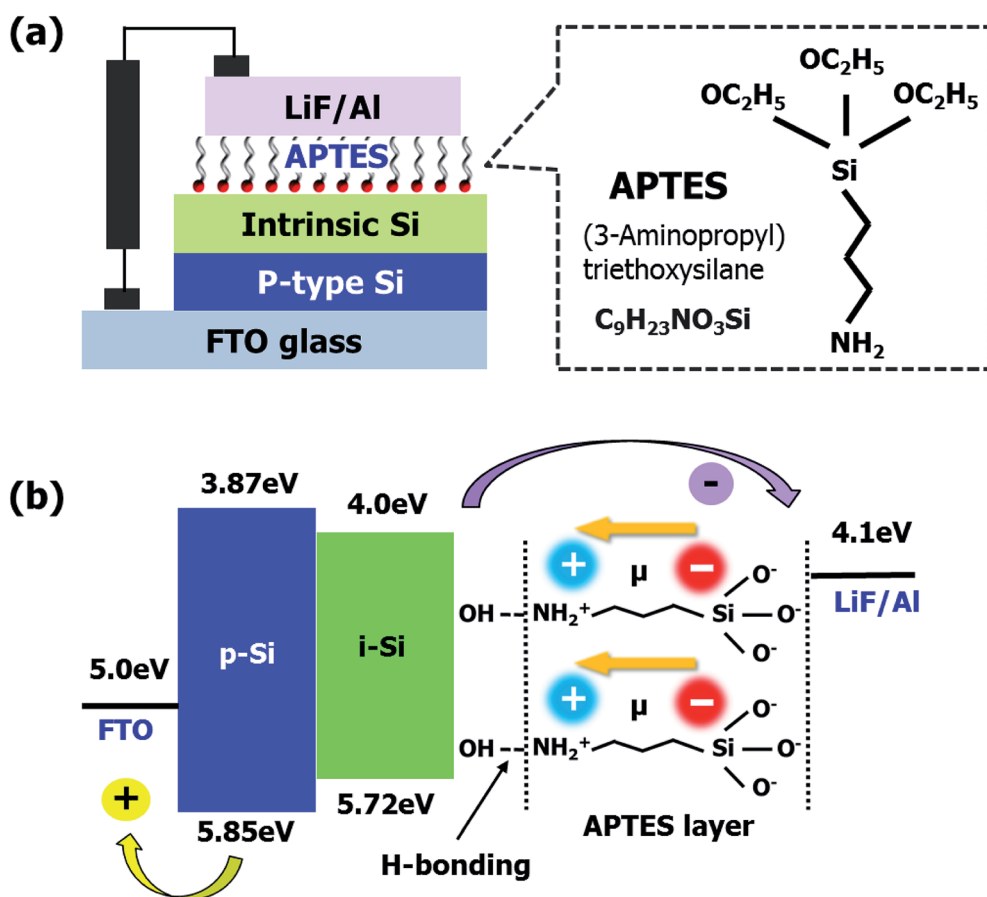 (a)
LiF/Al
APTES
Intrinsic Si
P-type Si
FTO glass
OC₂H₅
OC₂H₅
OC₂H₅
Si
APTES
(3-Aminopropyl)
triethoxysilane
C₉H₂₃NO₃Si
NH₂
(b)
3.87eV
4.0eV
-
4.1eV
LiF/Al
+
μ
−
O⁻
OH
NH₂⁺
Si
O⁻
O⁻
p-Si
i-Si
5.0eV
FTO
+
μ
−
O⁻
OH
NH₂⁺
Si
O⁻
O⁻
+
5.85eV
5.72eV
APTES layer
H-bonding